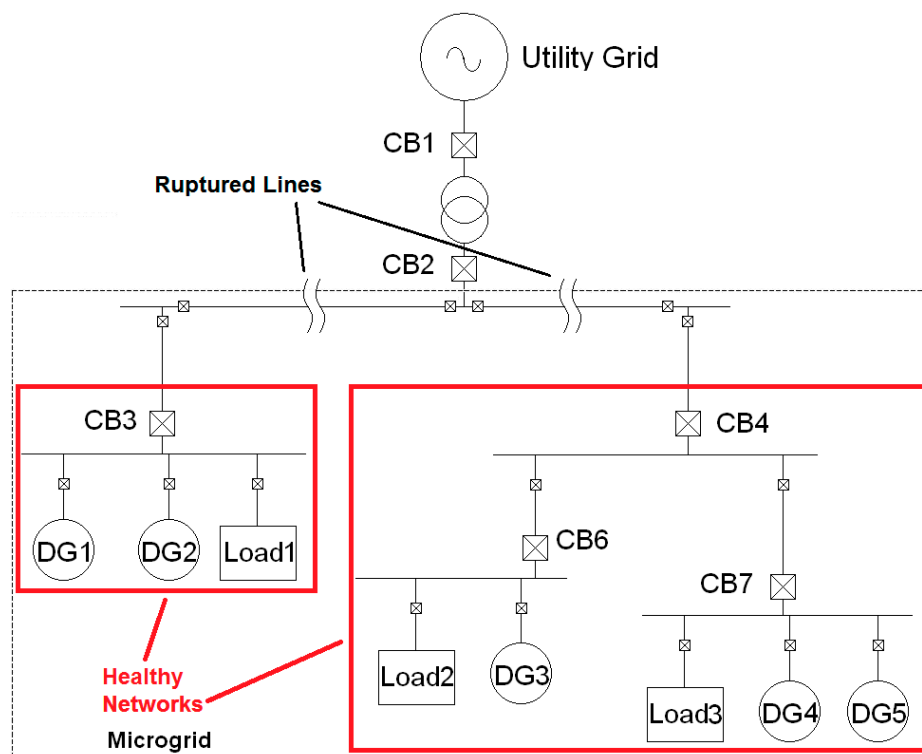 Utility Grid
CB1
Ruptured Lines
CB2
CB3
CB4
DG1
DG2
Load1
CB6
CB7
Load2
DG3
Load3
DG4
DG5
Healthy
Networks
Microgrid